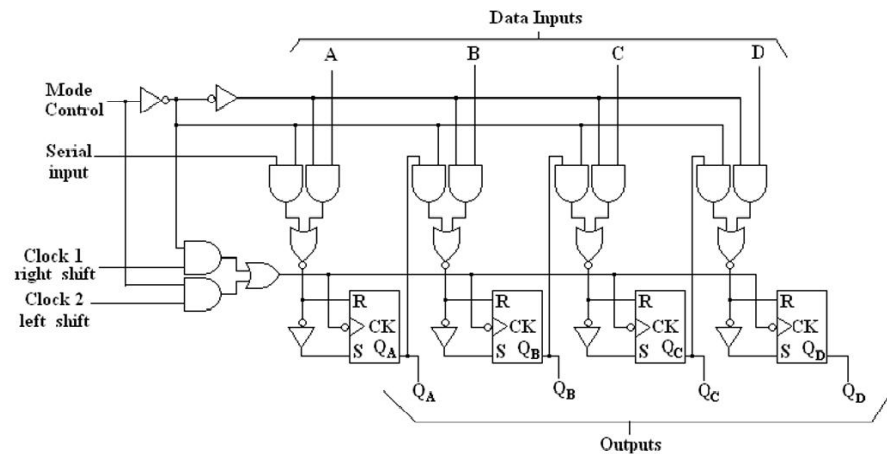 Data Inputs
A B C D
Mode
Control
Serial
input
Clock 1
right shift
Clock 2
left shift
R R R R
CK CK CK CK
S QA S QB S QC S QD
QA QB QC QD
Outputs